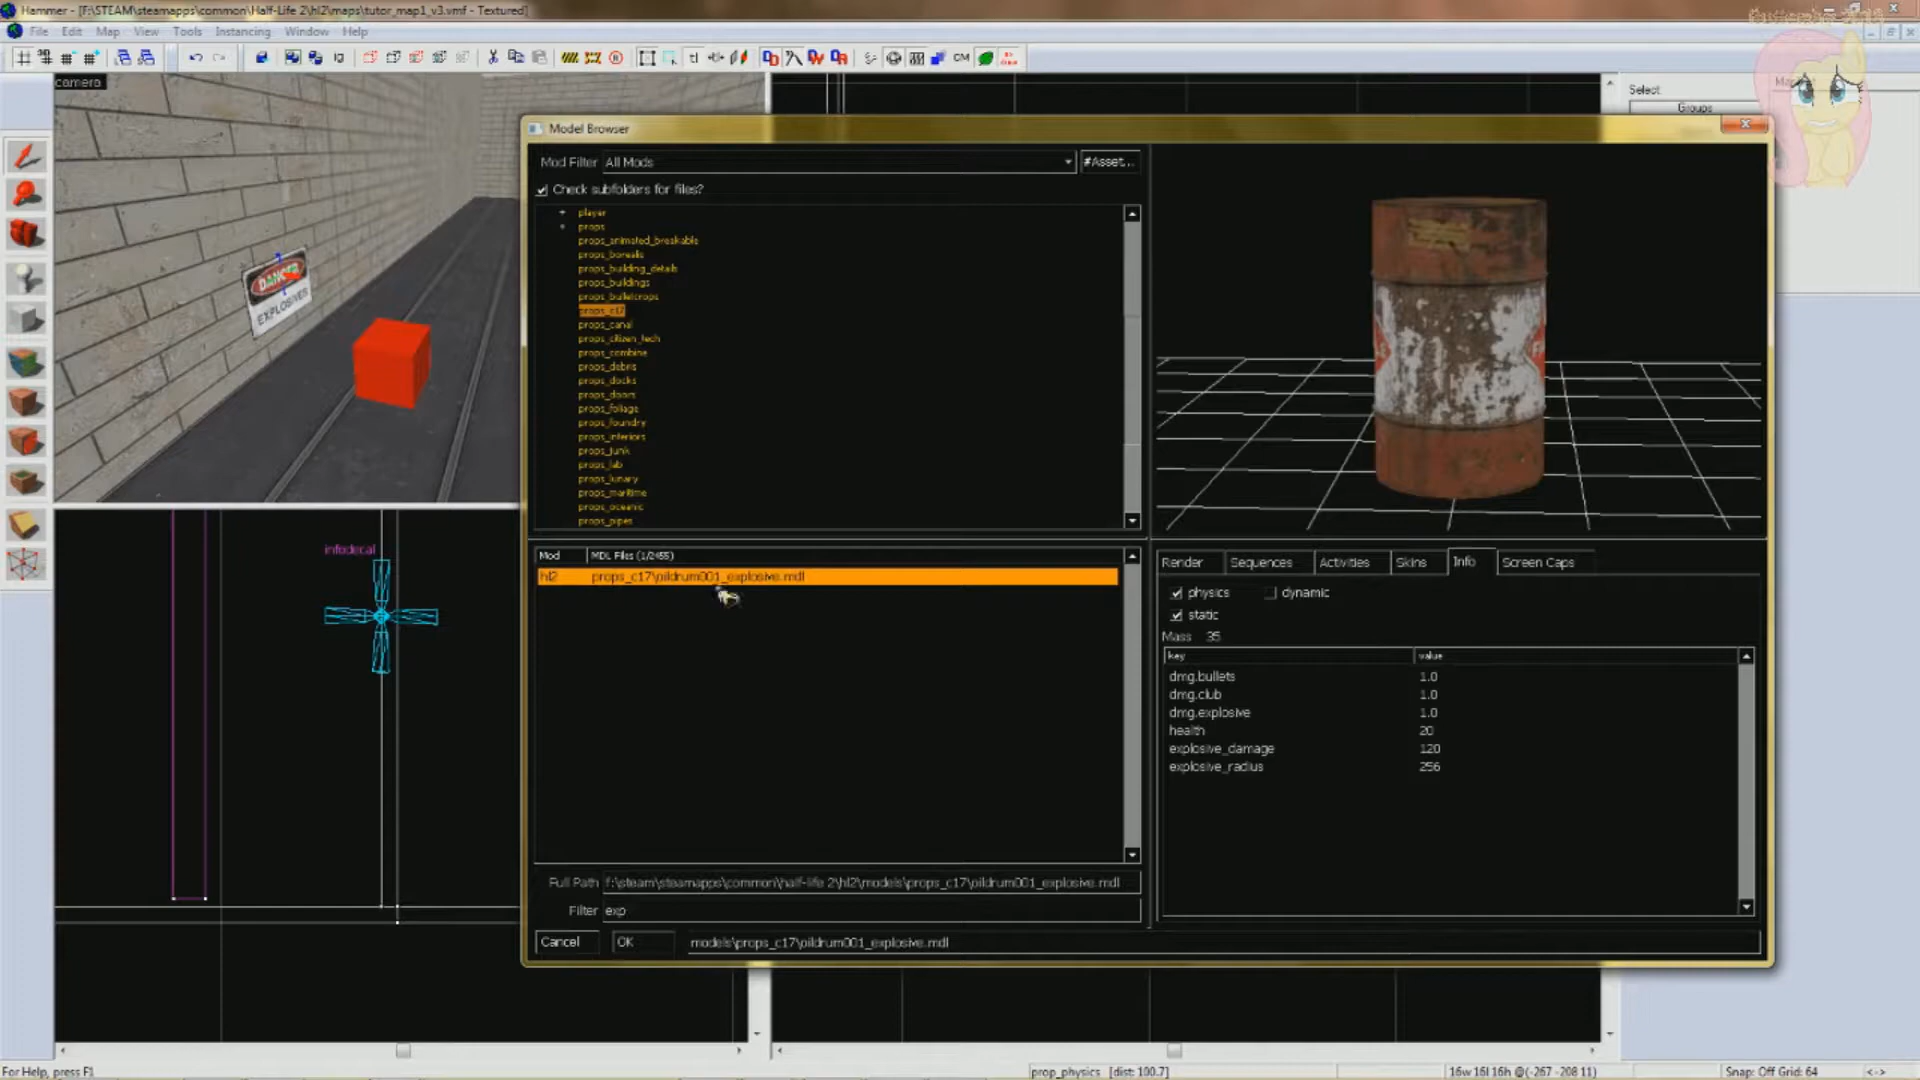 Hammer - [F:\STEAM\steamapps\common\Half-Life 2\hl2\maps\tutor_map1_v3.vmf - Textured]
File Edit Map View Tools Instancing Window Help
CM
camera
Select
Groups
DANGER
EXPLOSIVES
infodecal
Model Browser
Mod Filter All Mods #Asset...
Check subfolders for files?
player
props
props_animated_breakable
props_borealis
props_building_details
props_buildings
props_bulletcrops
props_c17
props_canal
props_citizen_tech
props_combine
props_debris
props_docks
props_doors
props_foliage
props_foundry
props_interiors
props_junk
props_lab
props_lunary
props_maritime
props_oceanic
props_pipes
Mod MDL Files (1/2455)
hl2 props_c17\oildrum001_explosive.mdl
Full Path f:\steam\steamapps\common\half-life 2\hl2\models\props_c17\oildrum001_explosive.mdl
Filter exp
Cancel OK models\props_c17\oildrum001_explosive.mdl
Render Sequences Activities Skins Info Screen Caps
physics dynamic
static
Mass 35
key value
dmg.bullets 1.0
dmg.club 1.0
dmg.explosive 1.0
health 20
explosive_damage 120
explosive_radius 256
For Help, press F1
prop_physics [dist: 100.7]
16w 16l 16h @(-267 -208 11)
Snap: Off Grid: 64
<->